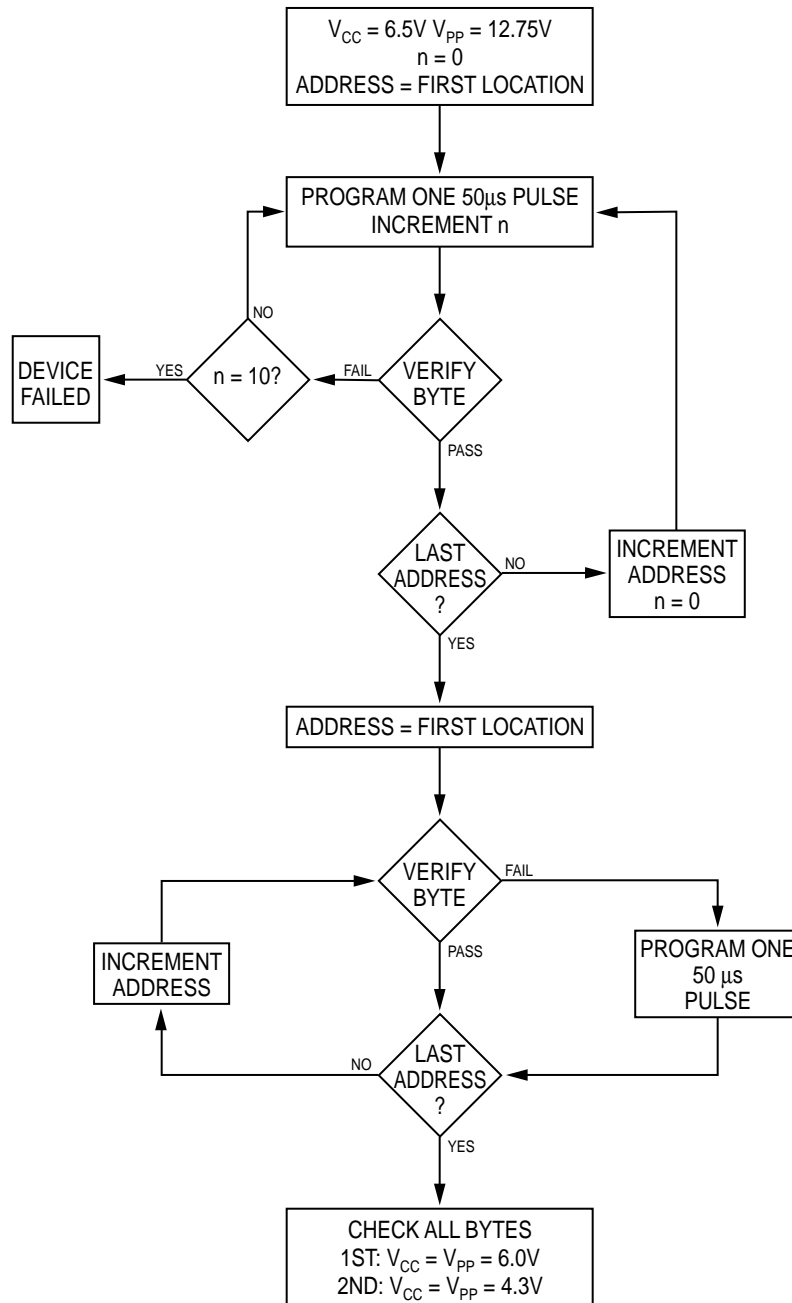 V_CC = 6.5V V_PP = 12.75V
n = 0
ADDRESS = FIRST LOCATION
PROGRAM ONE 50μs PULSE
INCREMENT n
NO
DEVICE
FAILED
YES
n = 10?
FAIL
VERIFY
BYTE
PASS
LAST
ADDRESS
?
NO
INCREMENT
ADDRESS
n = 0
YES
ADDRESS = FIRST LOCATION
VERIFY
BYTE
FAIL
PASS
INCREMENT
ADDRESS
PROGRAM ONE
50 μs
PULSE
NO
LAST
ADDRESS
?
YES
CHECK ALL BYTES
1ST: V_CC = V_PP = 6.0V
2ND: V_CC = V_PP = 4.3V